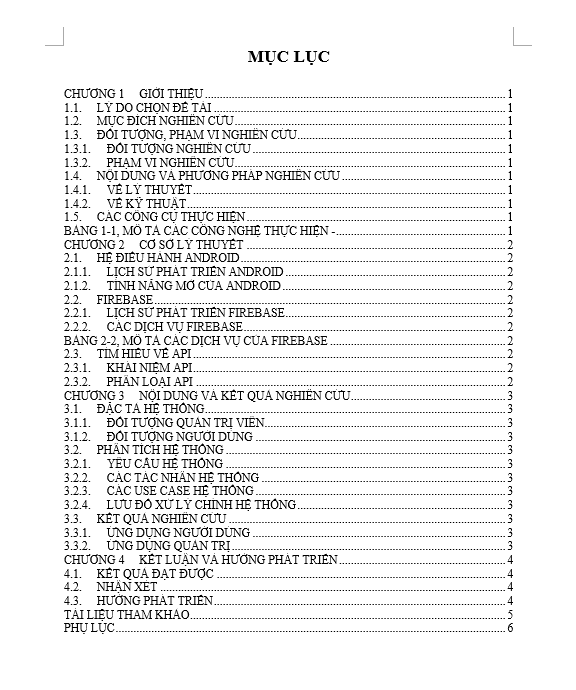 MỤC LỤC
CHƯƠNG 1 GIỚI THIỆU 1
1.1. LÝ DO CHỌN ĐỀ TÀI 1
1.2. MỤC ĐÍCH NGHIÊN CỨU 1
1.3. ĐỐI TƯỢNG, PHẠM VI NGHIÊN CỨU 1
1.3.1. ĐỐI TƯỢNG NGHIÊN CỨU 1
1.3.2. PHẠM VI NGHIÊN CỨU 1
1.4. NỘI DUNG VÀ PHƯƠNG PHÁP NGHIÊN CỨU 1
1.4.1. VỀ LÝ THUYẾT 1
1.4.2. VỀ KỸ THUẬT 1
1.5. CÁC CÔNG CỤ THỰC HIỆN 1
BẢNG 1-1, MÔ TẢ CÁC CÔNG NGHỆ THỰC HIỆN - 1
CHƯƠNG 2 CƠ SỞ LÝ THUYẾT 2
2.1. HỆ ĐIỀU HÀNH ANDROID 2
2.1.1. LỊCH SỬ PHÁT TRIỂN ANDROID 2
2.1.2. TÍNH NĂNG MỞ CỦA ANDROID 2
2.2. FIREBASE 2
2.2.1. LỊCH SỬ PHÁT TRIỂN FIREBASE 2
2.2.2. CÁC DỊCH VỤ FIREBASE 2
BẢNG 2-2, MÔ TẢ CÁC DỊCH VỤ CỦA FIREBASE 2
2.3. TÌM HIỂU VỀ API 2
2.3.1. KHÁI NIỆM API 2
2.3.2. PHÂN LOẠI API 2
CHƯƠNG 3 NỘI DUNG VÀ KẾT QUẢ NGHIÊN CỨU 3
3.1. ĐẶC TẢ HỆ THỐNG 3
3.1.1. ĐỐI TƯỢNG QUẢN TRỊ VIÊN 3
3.1.2. ĐỐI TƯỢNG NGƯỜI DÙNG 3
3.2. PHÂN TÍCH HỆ THỐNG 3
3.2.1. YÊU CẦU HỆ THỐNG 3
3.2.2. CÁC TÁC NHÂN HỆ THỐNG 3
3.2.3. CÁC USE CASE HỆ THỐNG 3
3.2.4. LƯU ĐỒ XỬ LÝ CHÍNH HỆ THỐNG 3
3.3. KẾT QUẢ NGHIÊN CỨU 3
3.3.1. ỨNG DỤNG NGƯỜI DÙNG 3
3.3.2. ỨNG DỤNG QUẢN TRỊ 3
CHƯƠNG 4 KẾT LUẬN VÀ HƯỚNG PHÁT TRIỂN 4
4.1. KẾT QUẢ ĐẠT ĐƯỢC 4
4.2. NHẬN XÉT 4
4.3. HƯỚNG PHÁT TRIỂN 4
TÀI LIỆU THAM KHẢO 5
PHỤ LỤC 6